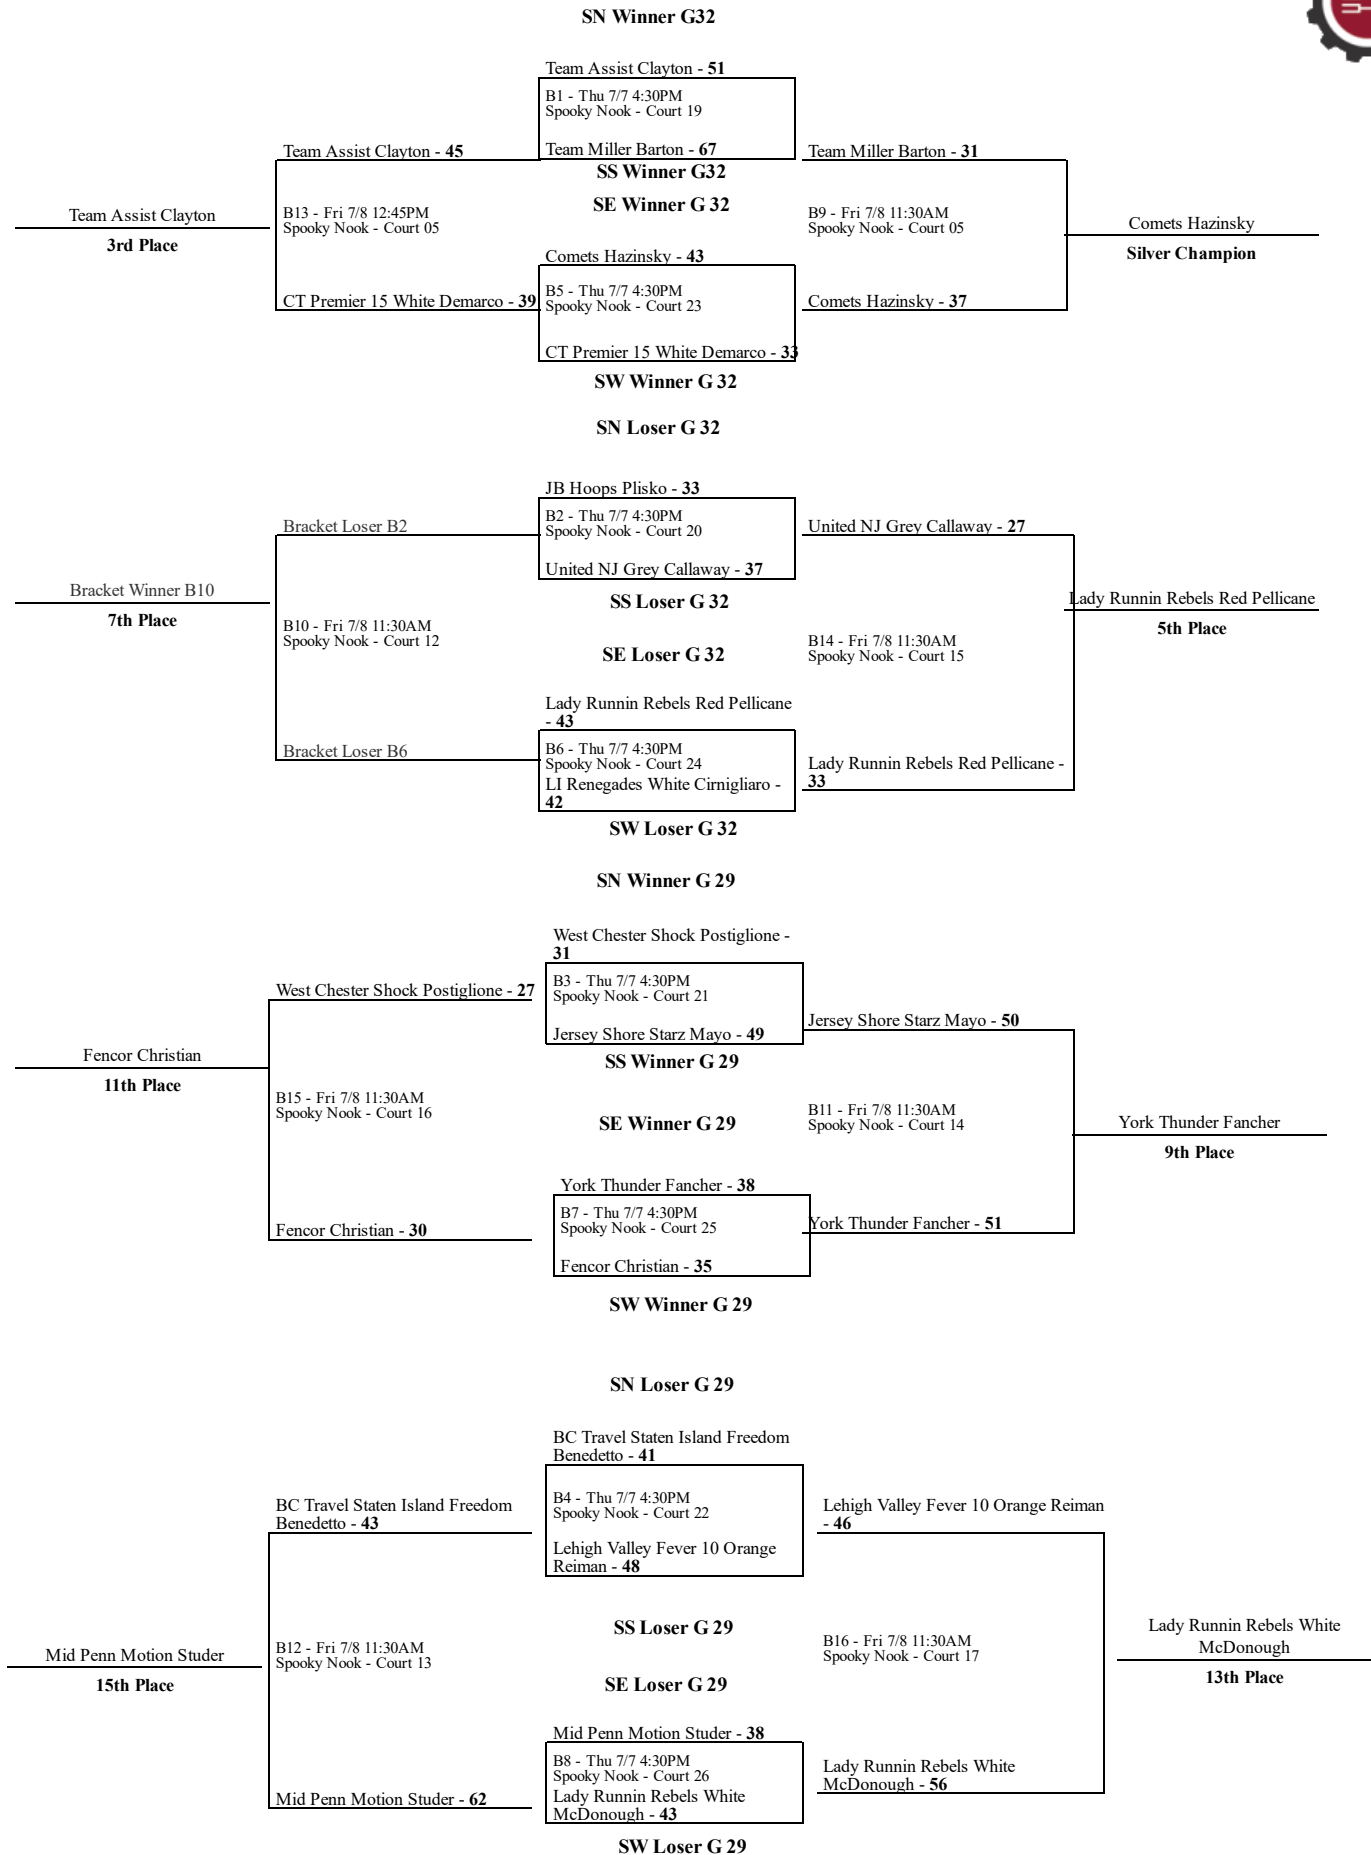 SN Winner G32
Team Assist Clayton - 51
B1 - Thu 7/7 4:30PM
Spooky Nook - Court 19
Team Assist Clayton - 45
Team Miller Barton - 67
Team Miller Barton - 31
SS Winner G32
SE Winner G 32
Team Assist Clayton
3rd Place
B13 - Fri 7/8 12:45PM
Spooky Nook - Court 05
B9 - Fri 7/8 11:30AM
Spooky Nook - Court 05
Comets Hazinsky
Silver Champion
Comets Hazinsky - 43
CT Premier 15 White Demarco - 39
B5 - Thu 7/7 4:30PM
Spooky Nook - Court 23
Comets Hazinsky - 37
CT Premier 15 White Demarco - 33
SW Winner G 32
SN Loser G 32
JB Hoops Plisko - 33
Bracket Loser B2
B2 - Thu 7/7 4:30PM
Spooky Nook - Court 20
United NJ Grey Callaway - 27
United NJ Grey Callaway - 37
Bracket Winner B10
7th Place
SS Loser G 32
Lady Runnin Rebels Red Pellicane
5th Place
B10 - Fri 7/8 11:30AM
Spooky Nook - Court 12
SE Loser G 32
B14 - Fri 7/8 11:30AM
Spooky Nook - Court 15
Lady Runnin Rebels Red Pellicane
- 43
Bracket Loser B6
B6 - Thu 7/7 4:30PM
Spooky Nook - Court 24
LI Renegades White Cirnigliaro -
42
Lady Runnin Rebels Red Pellicane -
33
SW Loser G 32
SN Winner G 29
West Chester Shock Postiglione -
31
West Chester Shock Postiglione - 27
B3 - Thu 7/7 4:30PM
Spooky Nook - Court 21
Jersey Shore Starz Mayo - 49
Jersey Shore Starz Mayo - 50
Fencor Christian
11th Place
SS Winner G 29
B15 - Fri 7/8 11:30AM
Spooky Nook - Court 16
SE Winner G 29
B11 - Fri 7/8 11:30AM
Spooky Nook - Court 14
York Thunder Fancher
9th Place
York Thunder Fancher - 38
Fencor Christian - 30
B7 - Thu 7/7 4:30PM
Spooky Nook - Court 25
York Thunder Fancher - 51
Fencor Christian - 35
SW Winner G 29
SN Loser G 29
BC Travel Staten Island Freedom
Benedetto - 41
BC Travel Staten Island Freedom
Benedetto - 43
B4 - Thu 7/7 4:30PM
Spooky Nook - Court 22
Lehigh Valley Fever 10 Orange Reiman
- 46
Lehigh Valley Fever 10 Orange
Reiman - 48
SS Loser G 29
Mid Penn Motion Studer
15th Place
B12 - Fri 7/8 11:30AM
Spooky Nook - Court 13
SE Loser G 29
B16 - Fri 7/8 11:30AM
Spooky Nook - Court 17
Lady Runnin Rebels White
McDonough
13th Place
Mid Penn Motion Studer - 38
Mid Penn Motion Studer - 62
B8 - Thu 7/7 4:30PM
Spooky Nook - Court 26
Lady Runnin Rebels White
McDonough - 43
Lady Runnin Rebels White
McDonough - 56
SW Loser G 29